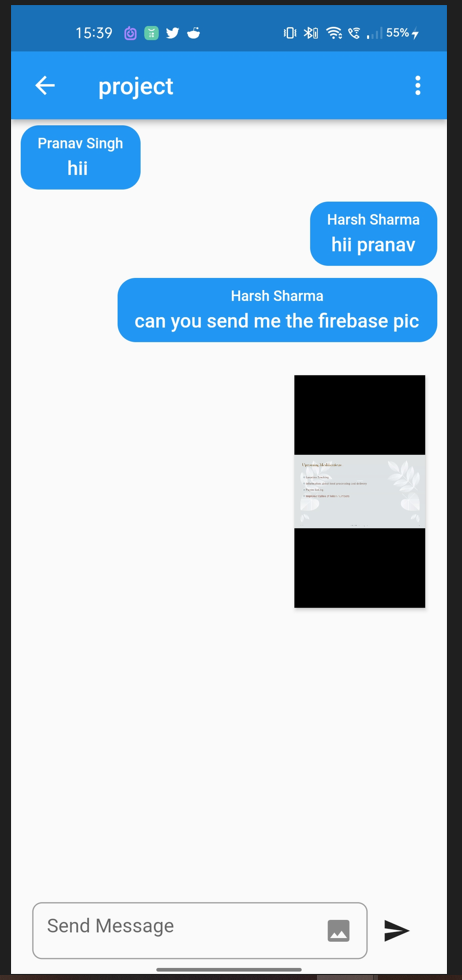 15:39
55%
project
Pranav Singh
hii
Harsh Sharma
hii pranav
Harsh Sharma
can you send me the firebase pic
Send Message